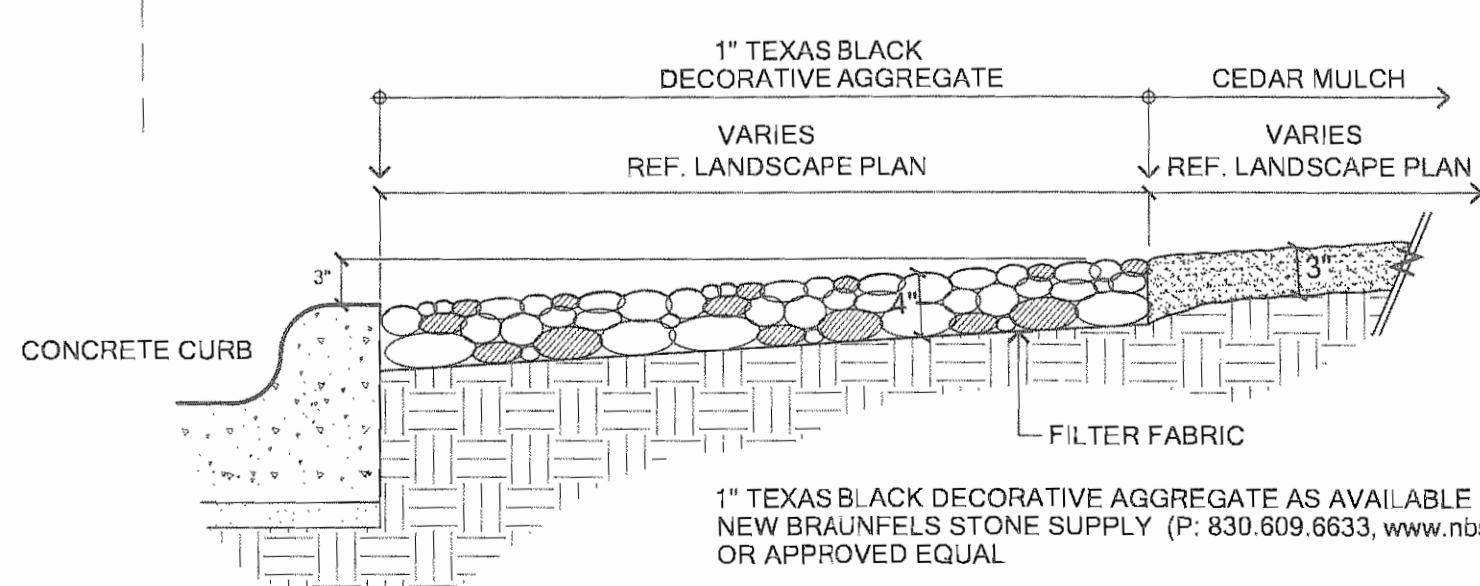 1" TEXAS BLACK
DECORATIVE AGGREGATE
CEDAR MULCH
VARIES
REF. LANDSCAPE PLAN
VARIES
REF. LANDSCAPE PLAN
3"
4"
3"
CONCRETE CURB
FILTER FABRIC
1" TEXAS BLACK DECORATIVE AGGREGATE AS AVAILABLE
NEW BRAUNFELS STONE SUPPLY (P: 830.609.6633, www.nbs
OR APPROVED EQUAL